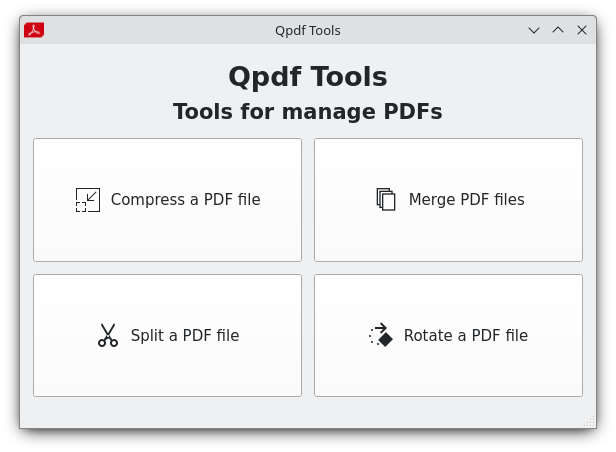 Qpdf Tools
Qpdf Tools
Tools for manage PDFs
Compress a PDF file
Merge PDF files
Split a PDF file
Rotate a PDF file